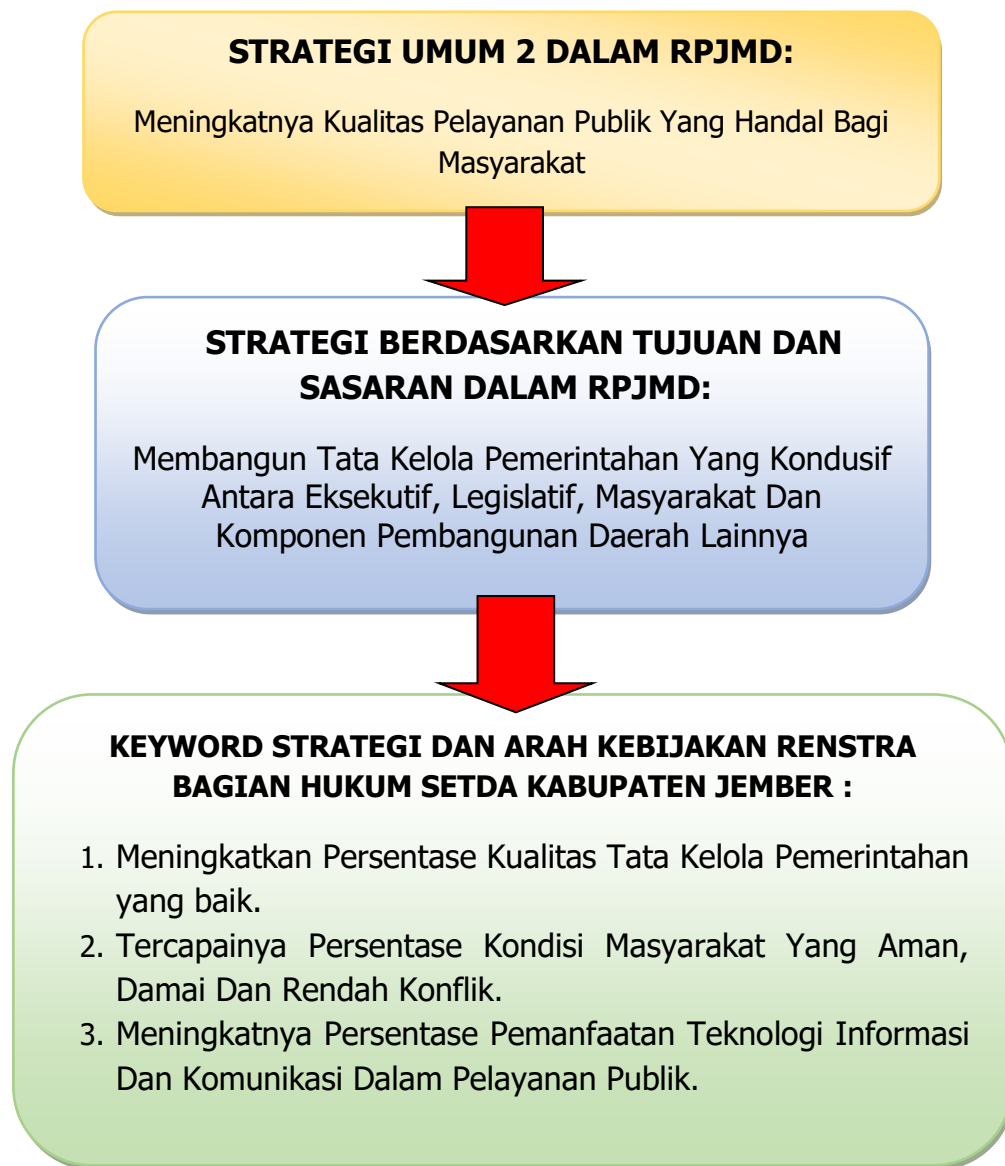 STRATEGI UMUM 2 DALAM RPJMD:
Meningkatnya Kualitas Pelayanan Publik Yang Handal Bagi
Masyarakat
STRATEGI BERDASARKAN TUJUAN DAN
SASARAN DALAM RPJMD:
Membangun Tata Kelola Pemerintahan Yang Kondusif
Antara Eksekutif, Legislatif, Masyarakat Dan
Komponen Pembangunan Daerah Lainnya
KEYWORD STRATEGI DAN ARAH KEBIJAKAN RENSTRA
BAGIAN HUKUM SETDA KABUPATEN JEMBER :
1. Meningkatkan Persentase Kualitas Tata Kelola Pemerintahan
yang baik.
2. Tercapainya Persentase Kondisi Masyarakat Yang Aman,
Damai Dan Rendah Konflik.
3. Meningkatnya Persentase Pemanfaatan Teknologi Informasi
Dan Komunikasi Dalam Pelayanan Publik.